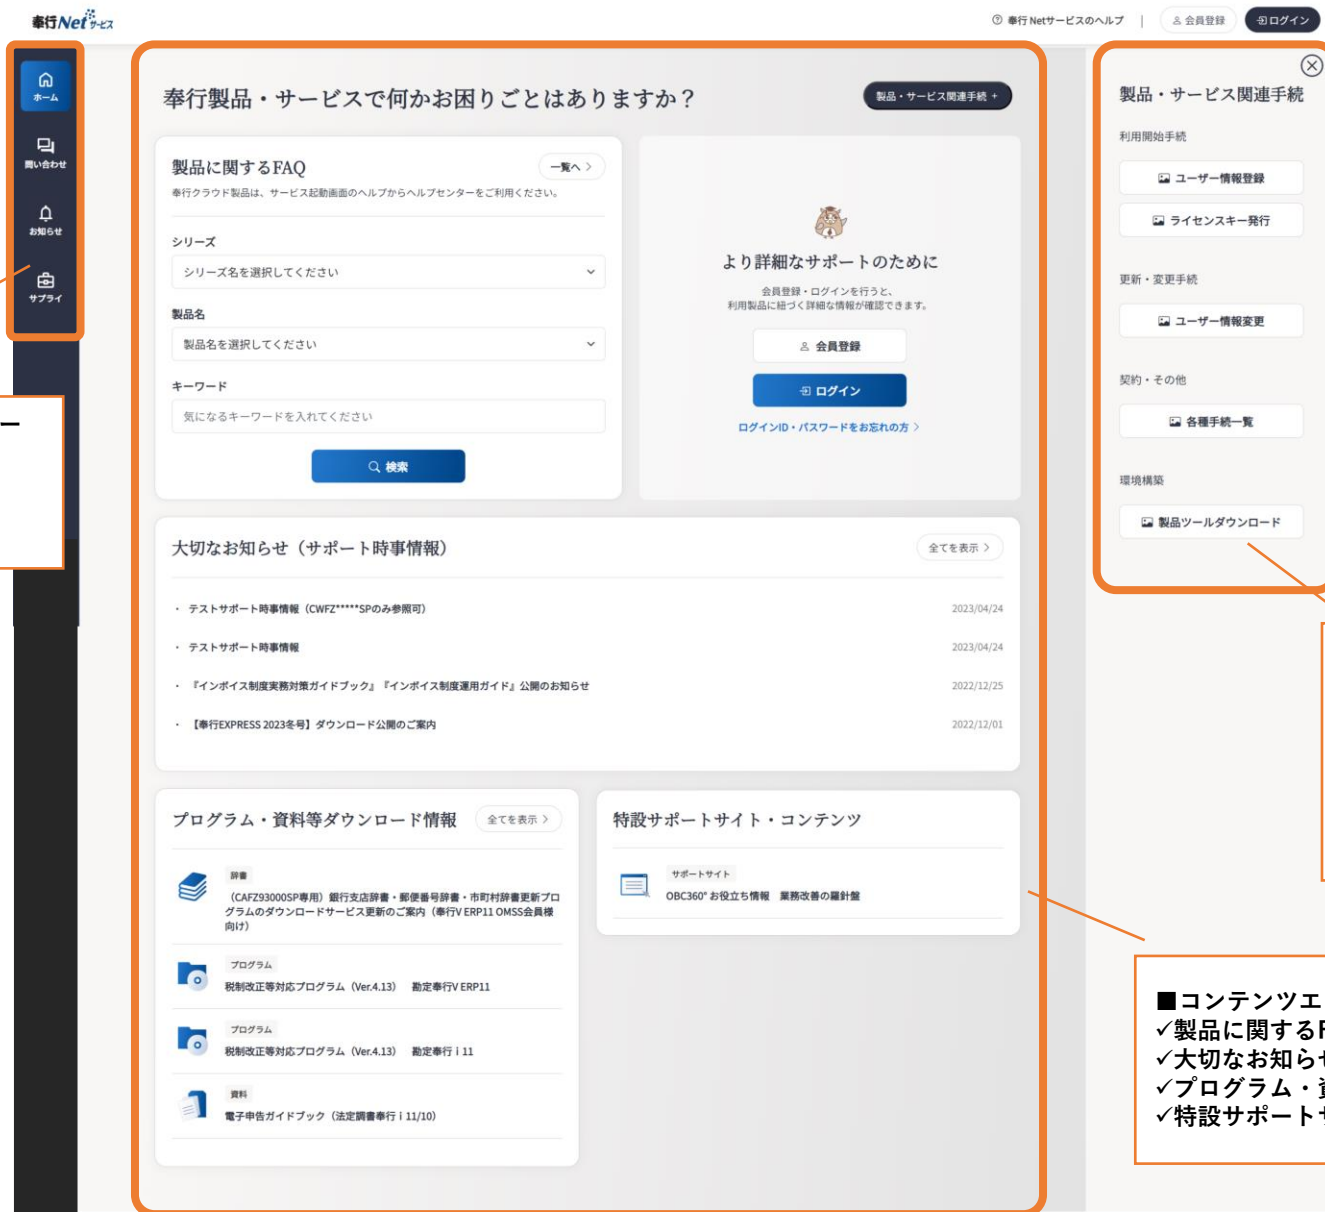 奉行Netサービス
奉行Netサービスのヘルプ
会員登録
ログイン
ホーム
問い合わせ
お知らせ
サプライ
ー
奉行製品・サービスで何かお困りごとはありますか？
製品・サービス関連手続 +
製品に関するFAQ
一覧へ
奉行クラウド製品は、サービス起動画面のヘルプからヘルプセンターをご利用ください。
シリーズ
シリーズ名を選択してください
製品名
製品名を選択してください
キーワード
気になるキーワードを入れてください
検索
より詳細なサポートのために
会員登録・ログインを行うと、
利用製品に紐づく詳細な情報が確認できます。
会員登録
ログイン
ログインID・パスワードをお忘れの方
大切なお知らせ（サポート時事情報）
全てを表示
・ テストサポート時事情報（CWFZ*****SPのみ参照可） 2023/04/24
・ テストサポート時事情報 2023/04/24
・ 『インボイス制度実務対策ガイドブック』『インボイス制度運用ガイド』公開のお知らせ 2022/12/25
・ 【奉行EXPRESS 2023冬号】ダウンロード公開のご案内 2022/12/01
プログラム・資料等ダウンロード情報
全てを表示
辞書
（CAFZ93000SP専用）銀行支店辞書・郵便番号辞書・市町村辞書更新プロ
グラムのダウンロードサービス更新のご案内（奉行V ERP11 OMSS会員様
向け）
プログラム
税制改正等対応プログラム（Ver.4.13） 勘定奉行V ERP11
プログラム
税制改正等対応プログラム（Ver.4.13） 勘定奉行 i 11
資料
電子申告ガイドブック（法定調書奉行 i 11/10）
特設サポートサイト・コンテンツ
サポートサイト
OBC360° お役立ち情報 業務改善の羅針盤
製品・サービス関連手続
利用開始手続
ユーザー情報登録
ライセンスキー発行
更新・変更手続
ユーザー情報変更
契約・その他
各種手続一覧
環境構築
製品ツールダウンロード
■コンテンツエ
✓製品に関するF
✓大切なお知らせ
✓プログラム・資
✓特設サポートサ